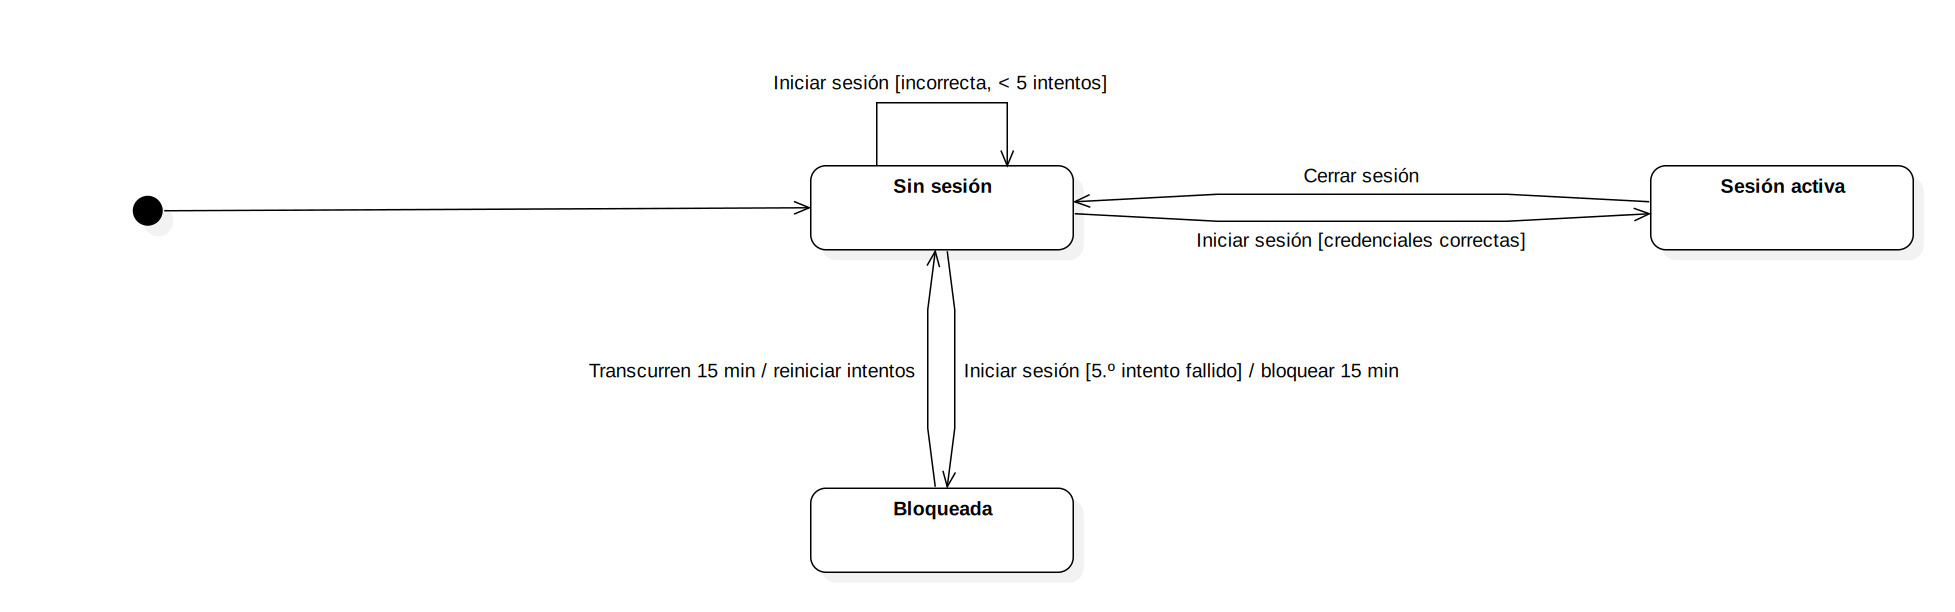 Iniciar sesión [incorrecta, < 5 intentos]
Sin sesión
Cerrar sesión
Sesión activa
Iniciar sesión [credenciales correctas]
Transcurren 15 min / reiniciar intentos
Iniciar sesión [5.º intento fallido] / bloquear 15 min
Bloqueada